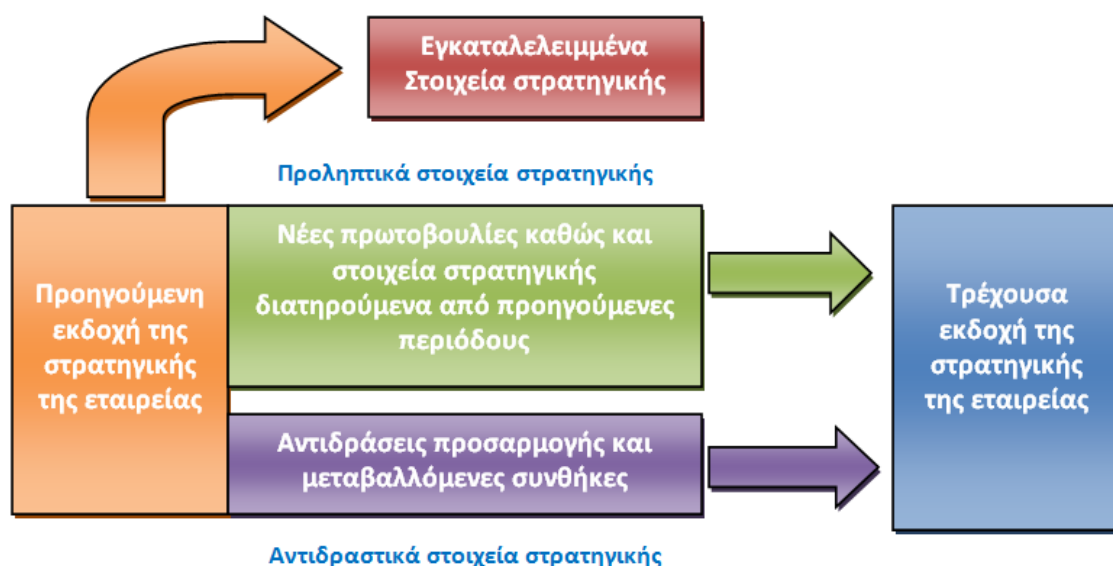 Εγκαταλελειμμένα
Στοιχεία στρατηγικής
Προληπτικά στοιχεία στρατηγικής
Προηγούμενη
εκδοχή της
στρατηγικής
της εταιρείας
Νέες πρωτοβουλίες καθώς και
στοιχεία στρατηγικής
διατηρούμενα από προηγούμενες
περιόδους
Αντιδράσεις προσαρμογής και
μεταβαλλόμενες συνθήκες
Τρέχουσα
εκδοχή της
στρατηγικής
της εταιρείας
Αντιδραστικά στοιχεία στρατηγικής